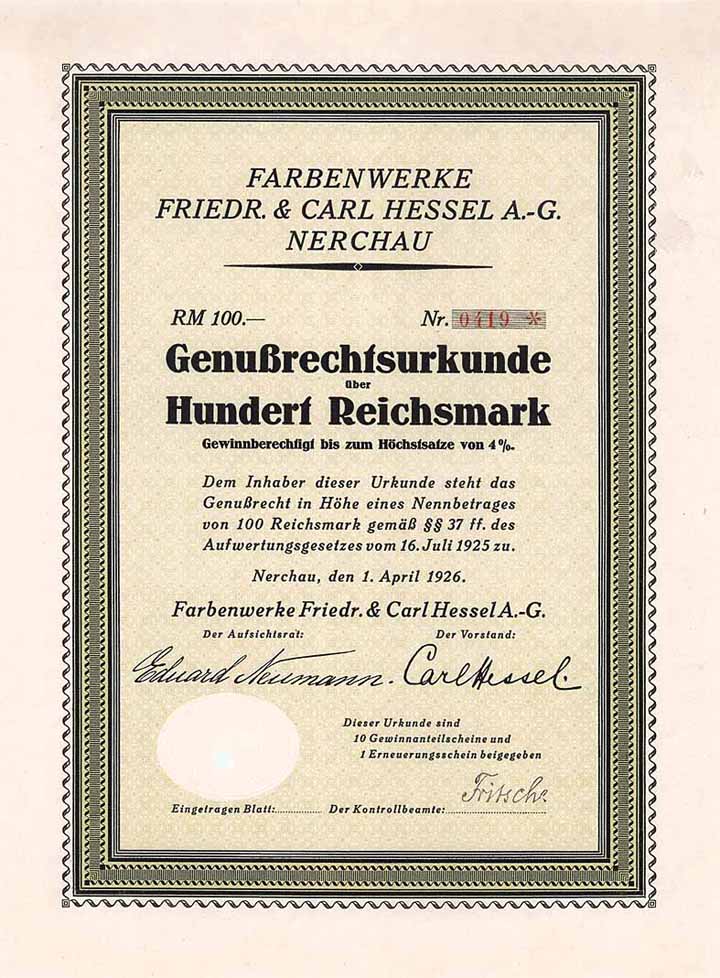 FARBENWERKE
FRIEDR. & CARL HESSEL A.-G.
NERCHAU
RM 100.— Nr. 0419 *
Genußrechtsurkunde
über
Hundert Reichsmark
Gewinnberechtigt bis zum Höchstsatze von 4%.
Dem Inhaber dieser Urkunde steht das
Genußrecht in Höhe eines Nennbetrages
von 100 Reichsmark gemäß §§ 37 ff. des
Aufwertungsgesetzes vom 16. Juli 1925 zu.
Nerchau, den 1. April 1926.
Farbenwerke Friedr. & Carl Hessel A.-G.
Der Aufsichtsrat: Der Vorstand:
Eduard Neumann. Carl Hessel.
Dieser Urkunde sind
10 Gewinnanteilscheine und
1 Erneuerungsschein beigegeben
Fritsche
Eingetragen Blatt: Der Kontrollbeamte: